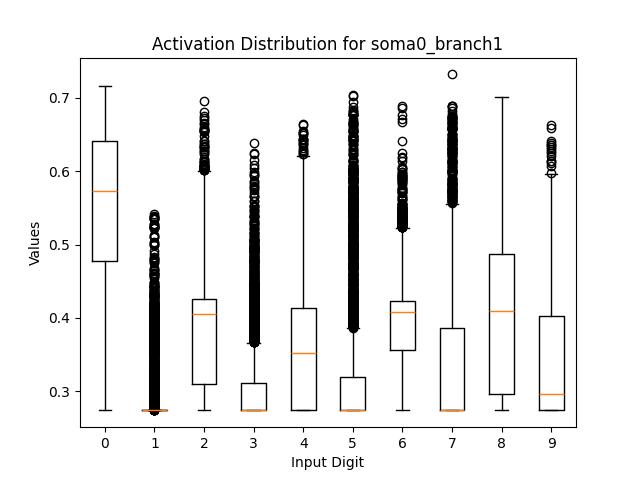 Activation Distribution for soma0_branch1
Values
0.7
0.6
0.5
0.4
0.3
0 1 2 3 4 5 6 7 8 9
Input Digit